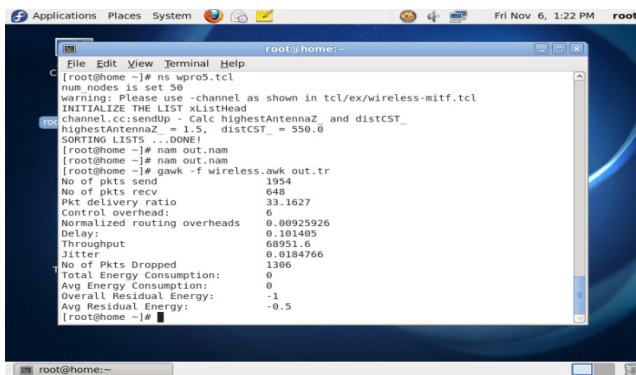 Applications Places System Fri Nov 6, 1:22 PM root
root@home:~
File Edit View Terminal Help
[root@home ~]# ns wpro5.tcl
num_nodes is set 50
warning: Please use -channel as shown in tcl/ex/wireless-mitf.tcl
INITIALIZE THE LIST xListHead
channel.cc:sendUp - Calc highestAntennaZ_ and distCST_
highestAntennaZ_ = 1.5, distCST_ = 550.0
SORTING LISTS ...DONE!
[root@home ~]# nam out.nam
[root@home ~]# nam out.nam
[root@home ~]# gawk -f wireless.awk out.tr
No of pkts send 1954
No of pkts recv 648
Pkt delivery ratio 33.1627
Control overhead: 6
Normalized routing overheads 0.00925926
Delay: 0.101405
Throughput 68951.6
Jitter 0.0184766
No of Pkts Dropped 1306
Total Energy Consumption: 0
Avg Energy Consumption: 0
Overall Residual Energy: -1
Avg Residual Energy: -0.5
[root@home ~]#
root@home:~